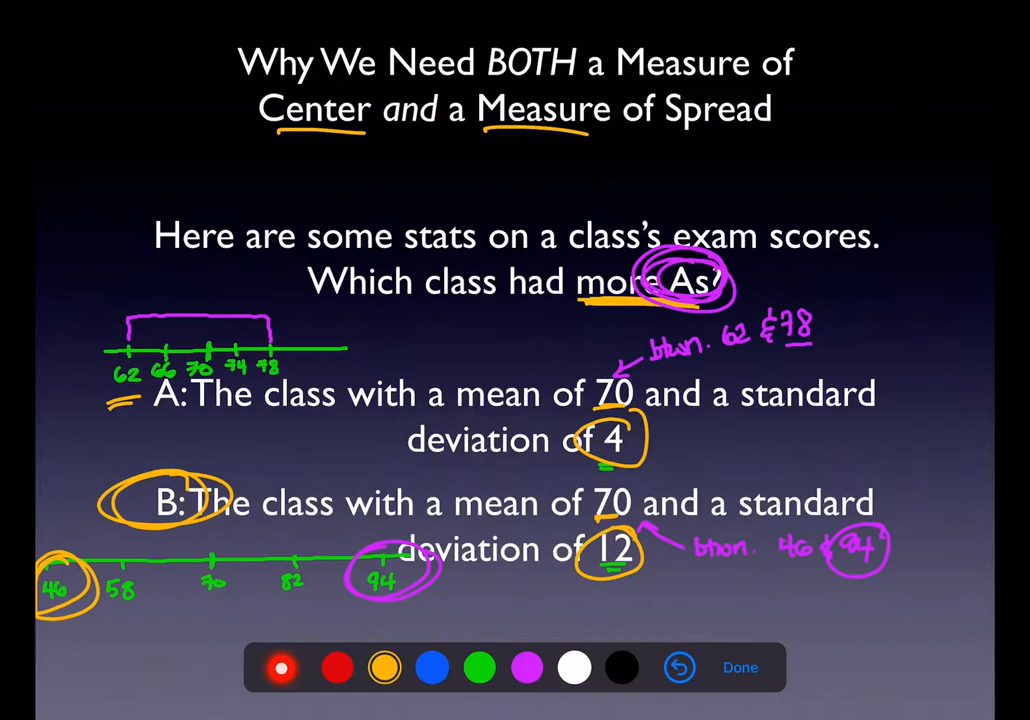 Why We Need BOTH a Measure of
Center and a Measure of Spread
Here are some stats on a class's exam scores.
Which class had more As?
btwn. 62 & 78
62 66 70 74 78
A: The class with a mean of 70 and a standard
deviation of 4
B: The class with a mean of 70 and a standard
deviation of 12
btwn. 46 & 94
46 58 70 82 94
Done